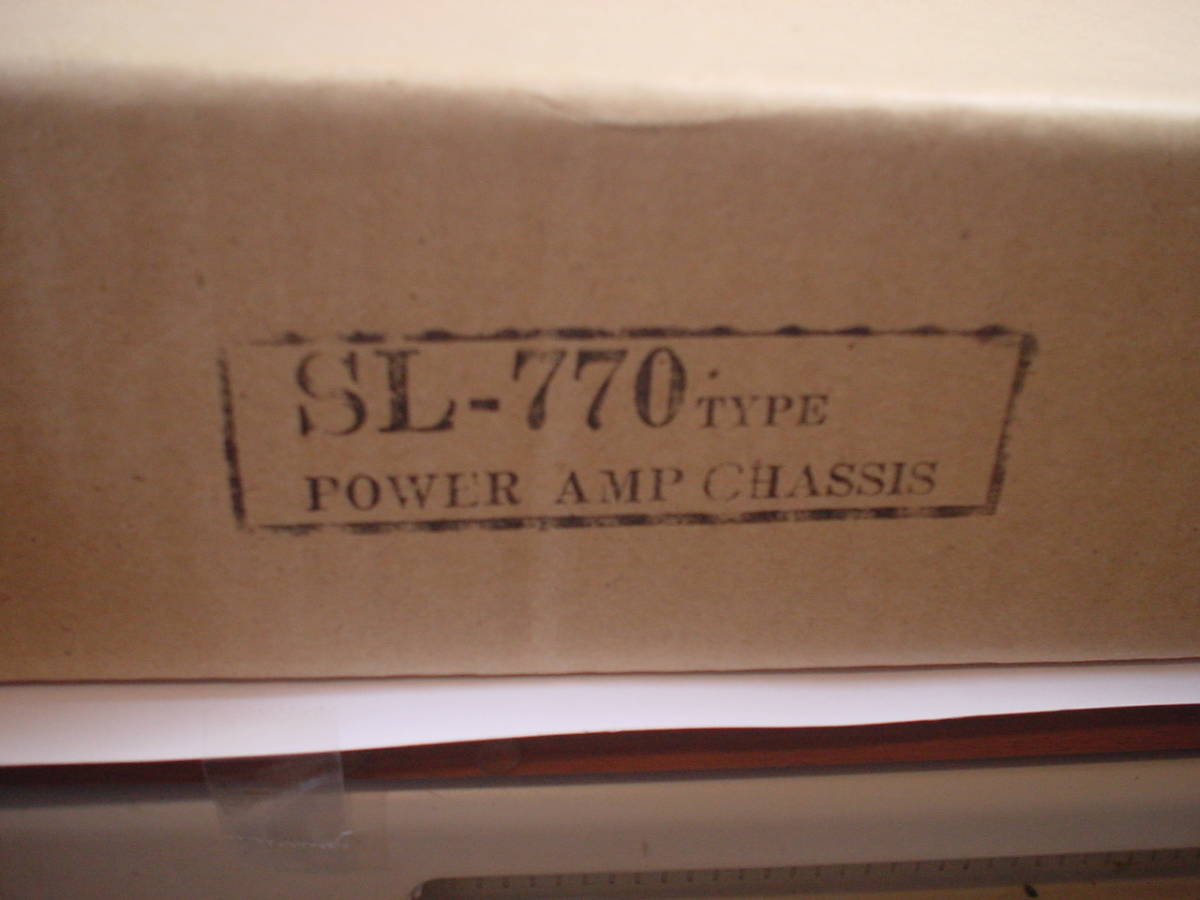 SL-770 TYPE
POWER AMP CHASSIS